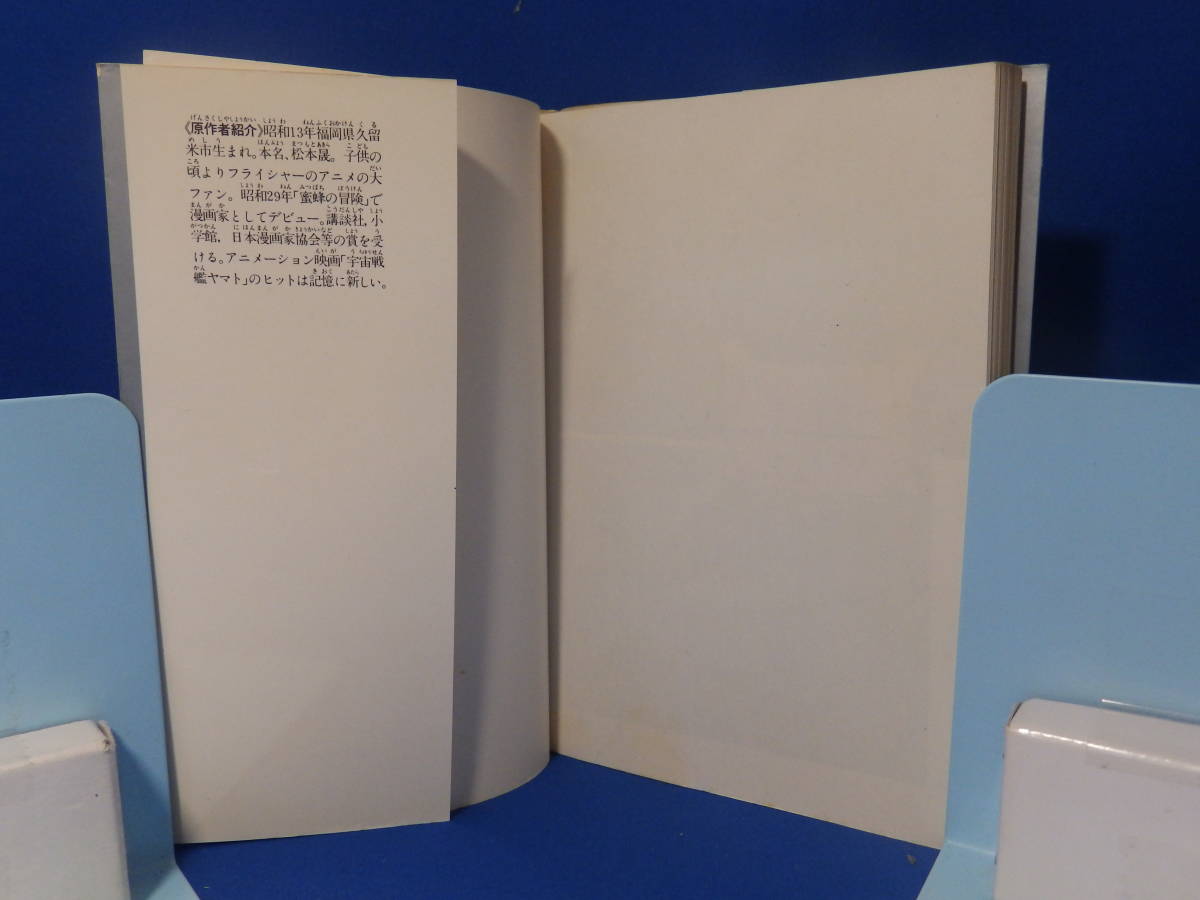 《原作者紹介》昭和13年福岡県久留
米市生まれ。本名、松本晟。子供の
頃よりフライシャーのアニメの大
ファン。昭和29年「蜜蜂の冒険」で
漫画家としてデビュー。講談社，小
学館，日本漫画家協会等の賞を受
ける。アニメーション映画「宇宙戦
艦ヤマト」のヒットは記憶に新しい。